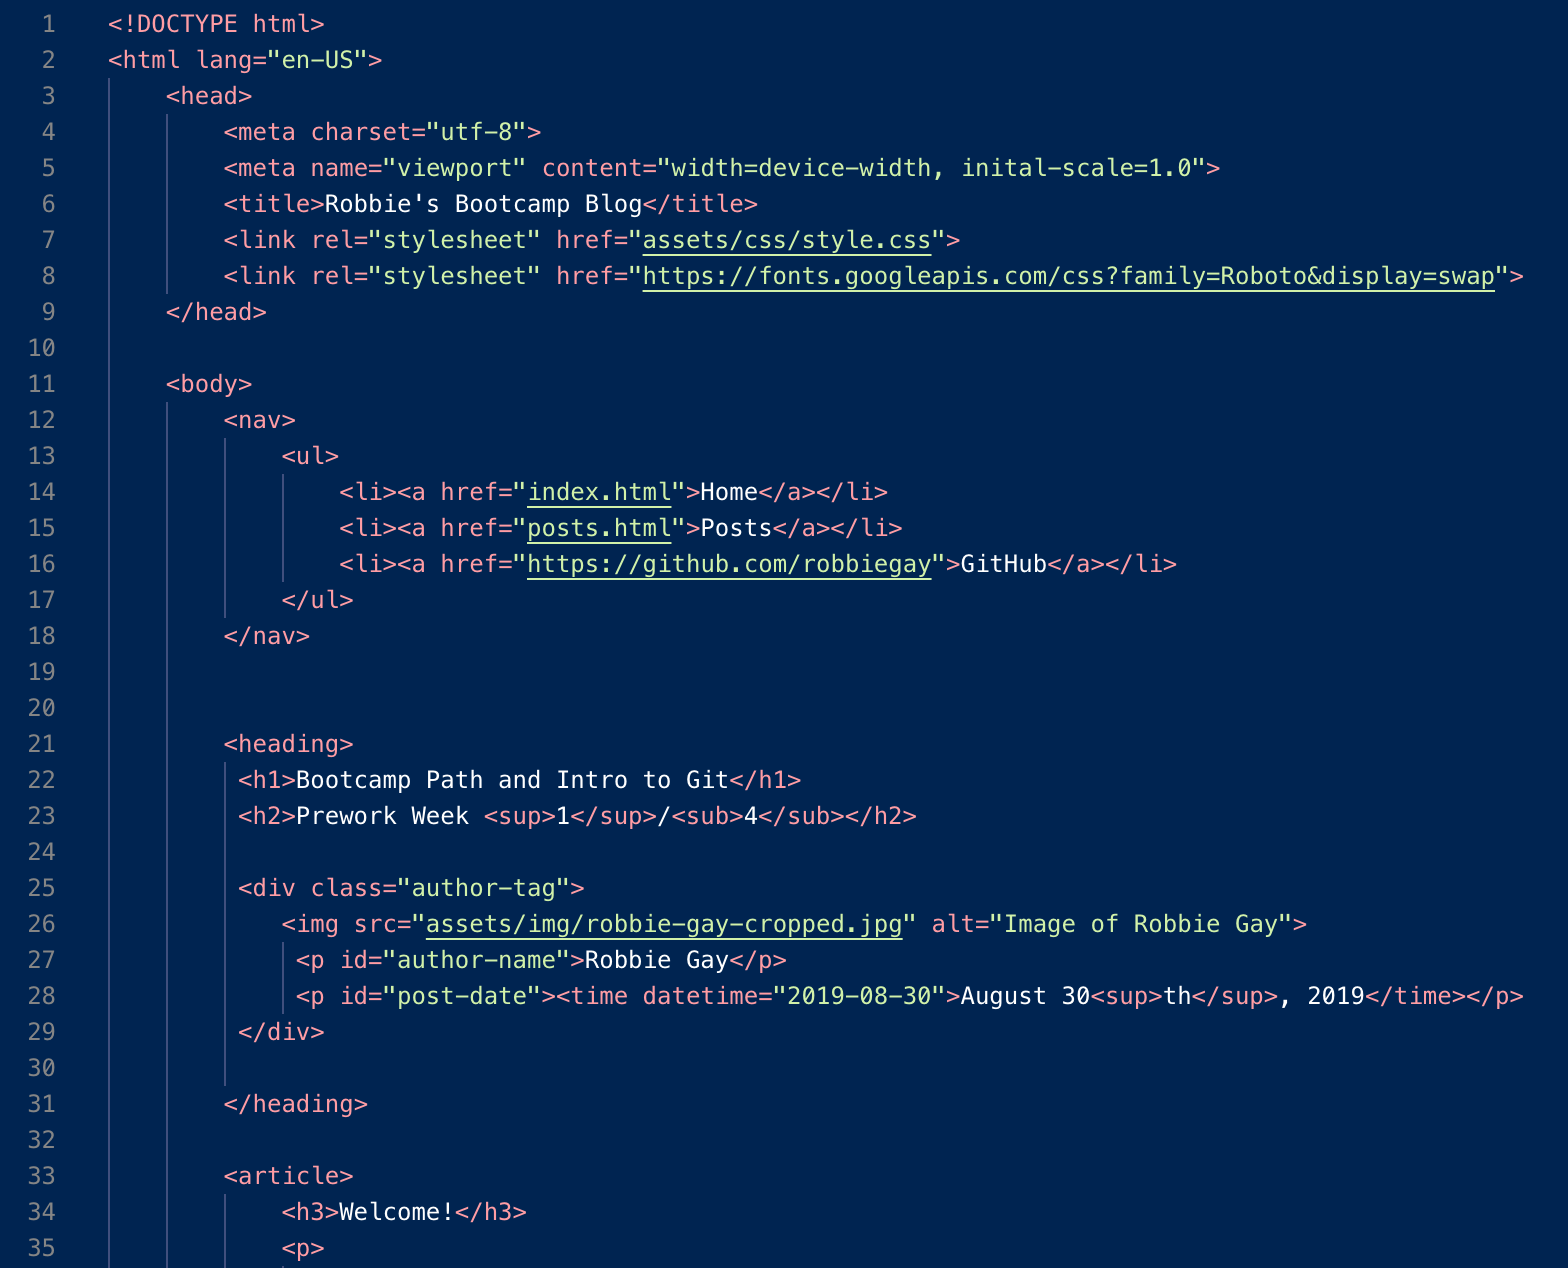 1 <!DOCTYPE html>
2 <html lang="en-US">
3 <head>
4 <meta charset="utf-8">
5 <meta name="viewport" content="width=device-width, inital-scale=1.0">
6 <title>Robbie's Bootcamp Blog</title>
7 <link rel="stylesheet" href="assets/css/style.css">
8 <link rel="stylesheet" href="https://fonts.googleapis.com/css?family=Roboto&display=swap">
9 </head>
10
11 <body>
12 <nav>
13 <ul>
14 <li><a href="index.html">Home</a></li>
15 <li><a href="posts.html">Posts</a></li>
16 <li><a href="https://github.com/robbiegay">GitHub</a></li>
17 </ul>
18 </nav>
19
20
21 <heading>
22 <h1>Bootcamp Path and Intro to Git</h1>
23 <h2>Prework Week <sup>1</sup>/<sub>4</sub></h2>
24
25 <div class="author-tag">
26 <img src="assets/img/robbie-gay-cropped.jpg" alt="Image of Robbie Gay">
27 <p id="author-name">Robbie Gay</p>
28 <p id="post-date"><time datetime="2019-08-30">August 30<sup>th</sup>, 2019</time></p>
29 </div>
30
31 </heading>
32
33 <article>
34 <h3>Welcome!</h3>
35 <p>